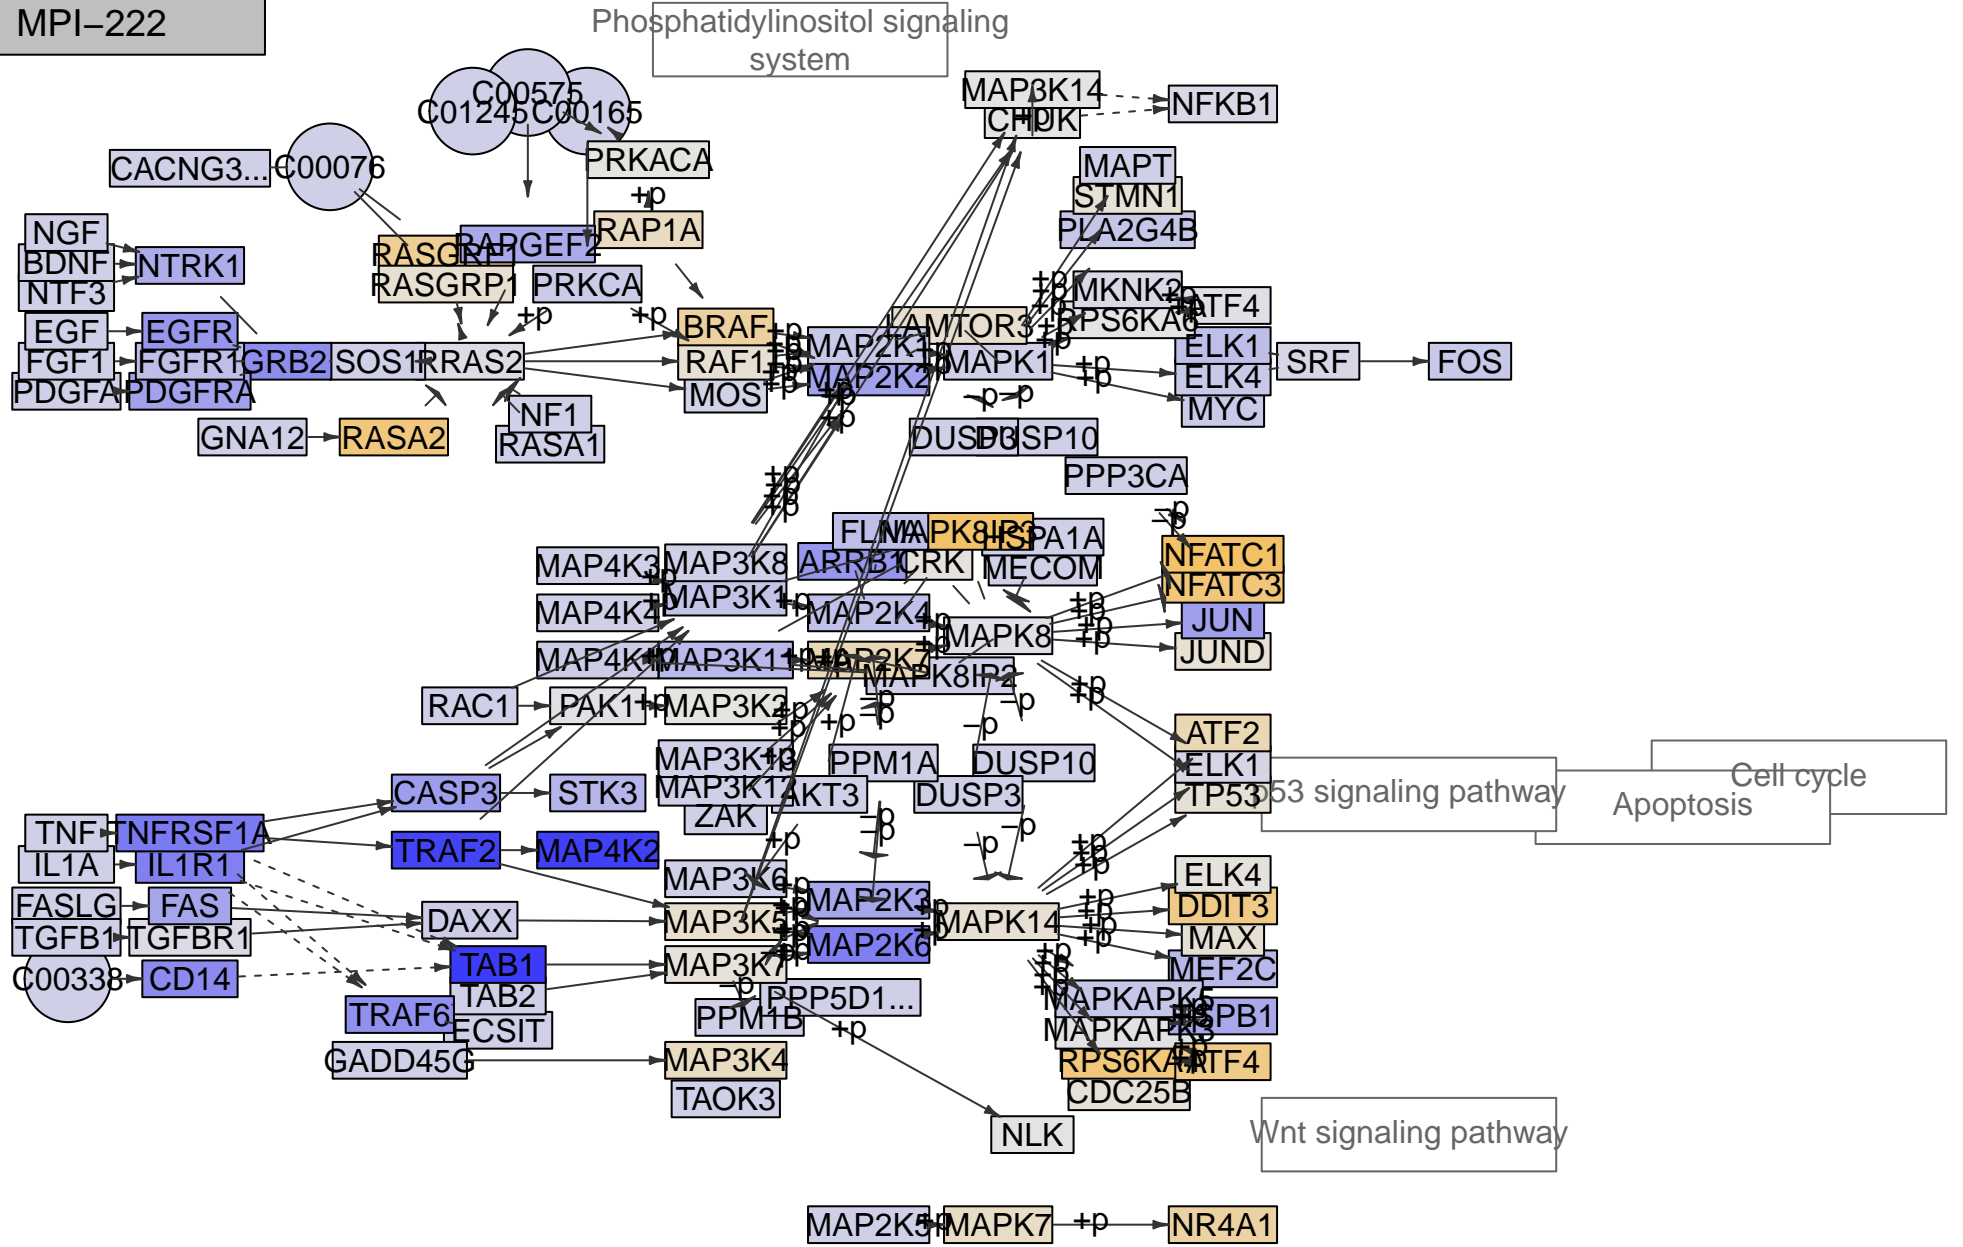 MPI−222
Phosphatidylinositol signaling
system
C00575
C01245
C00165
MAP3K14
CHUK
+p
NFKB1
CACNG3...
C00076
PRKACA
+p
MAPT
STMN1
PLA2G4B
NGF
BDNF
NTF3
NTRK1
RASGRF1
RAPGEF2
RAP1A
RASGRP1
PRKCA
+p
+p
EGF
EGFR
FGF1
FGFR1
PDGFA
PDGFRA
GRB2
SOS1
RRAS2
BRAF
RAF1
MOS
+p
+p
+p
+p
MAP2K1
MAP2K2
LAMTOR3
MAPK1
+p
+p
+p
+p
MKNK2
RPS6KA6
+p
ATF4
ELK1
ELK4
MYC
+p
+p
SRF
FOS
GNA12
RASA2
NF1
RASA1
+p
+p
−p
−p
DUSP3
DUSP10
PPP3CA
+p
+p
+p
+p
−p
−p
FLNA
MAPK8IP3
HSPA1A
ARRB1
CRK
MECOM
NFATC1
NFATC3
JUN
JUND
MAP4K3
+p
MAP3K8
MAP4K4
+p
MAP3K1
+p
MAP2K4
+p
MAPK8
+p
+p
+p
+p
MAP3K11
+p
MAP2K7
+p
MAPK8IP2
RAC1
PAK1
+p
MAP3K2
+p
+p
+p
−p
−p
−p
−p
+p
+p
ATF2
ELK1
TP53
p53 signaling pathway
Cell cycle
Apoptosis
MAP3K13
+p
MAP3K12
ZAK
AKT3
PPM1A
DUSP10
DUSP3
CASP3
STK3
TNF
TNFRSF1A
IL1A
IL1R1
TRAF2
MAP4K2
+p
−p
−p
−p
−p
+p
+p
+p
FASLG
FAS
TGFB1
TGFBR1
DAXX
C00338
CD14
TAB1
TAB2
ECSIT
TRAF6
GADD45G
MAP3K6
MAP3K5
MAP3K7
+p
+p
+p
+p
MAP2K3
MAP2K6
+p
+p
MAPK14
+p
+p
+p
+p
ELK4
DDIT3
MAX
MEF2C
−p
PPP5D1...
PPM1B
+p
+p
+p
+p
MAPKAPK5
MAPKAPK3
HSPB1
+p
ATF4
CDC25B
MAP3K4
TAOK3
NLK
Wnt signaling pathway
MAP2K5
+p
MAPK7
+p
NR4A1